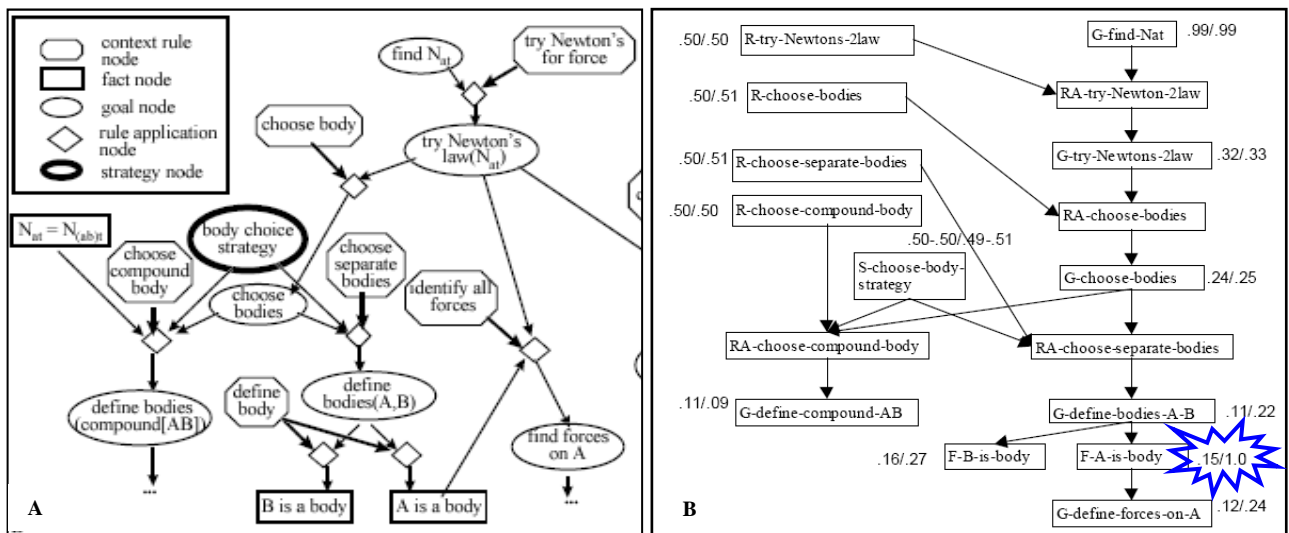 context rule
node
fact node
goal node
rule application
node
strategy node
find Nat
try Newton's
for force
choose body
try Newton's
law(Nat)
Nat = N(ab)t
body choice
strategy
choose
compound
body
choose
separate
bodies
choose
bodies
identify all
forces
define
bodies(A,B)
define
body
define bodies
(compound[AB])
find forces
on A
...
...
B is a body
A is a body
A
.50/.50
R-try-Newtons-2law
G-find-Nat
.99/.99
.50/.51
R-choose-bodies
RA-try-Newton-2law
.50/.51
R-choose-separate-bodies
G-try-Newtons-2law
.32/.33
.50/.50
R-choose-compound-body
RA-choose-bodies
.50-.50/.49-.51
S-choose-body-
strategy
G-choose-bodies
.24/.25
RA-choose-compound-body
RA-choose-separate-bodies
.11/.09
G-define-compound-AB
G-define-bodies-A-B
.11/.22
.16/.27
F-B-is-body
F-A-is-body
.15/1.0
G-define-forces-on-A
.12/.24
B